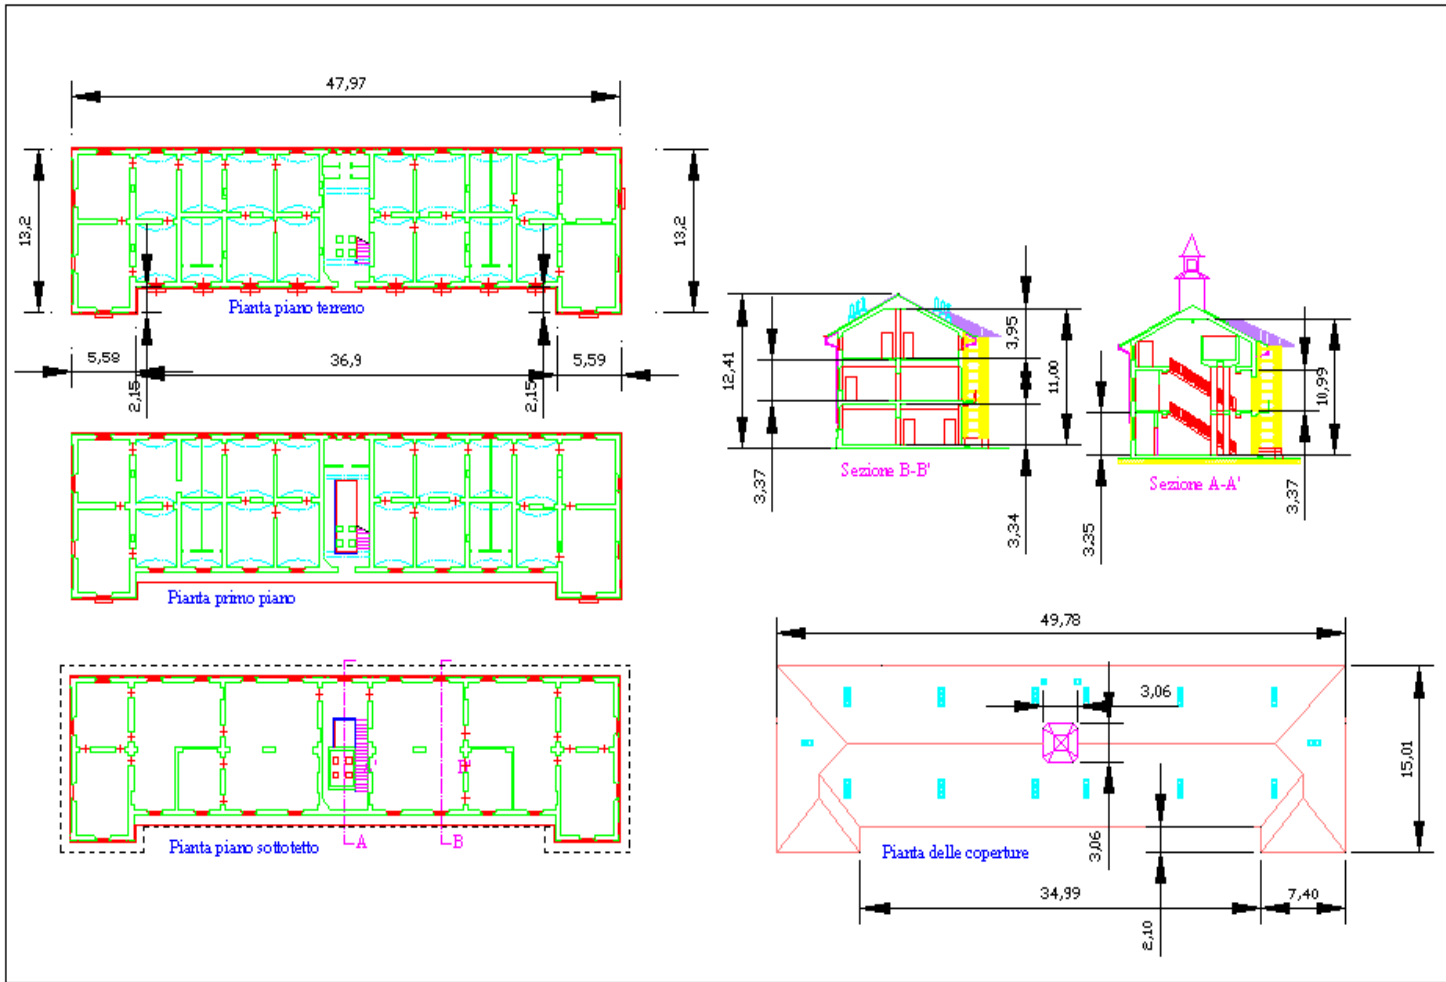 47,97
13,2
13,2
Pianta piano terreno
5,58
36,9
5,59
2,15
2,15
Pianta primo piano
A'
B'
Pianta piano sottotetto
A
B
12,41
3,37
3,95
11,00
3,34
Sezione B-B'
10,99
3,37
3,35
Sezione A-A'
49,78
3,06
15,01
3,06
Pianta delle coperture
34,99
7,40
2,10